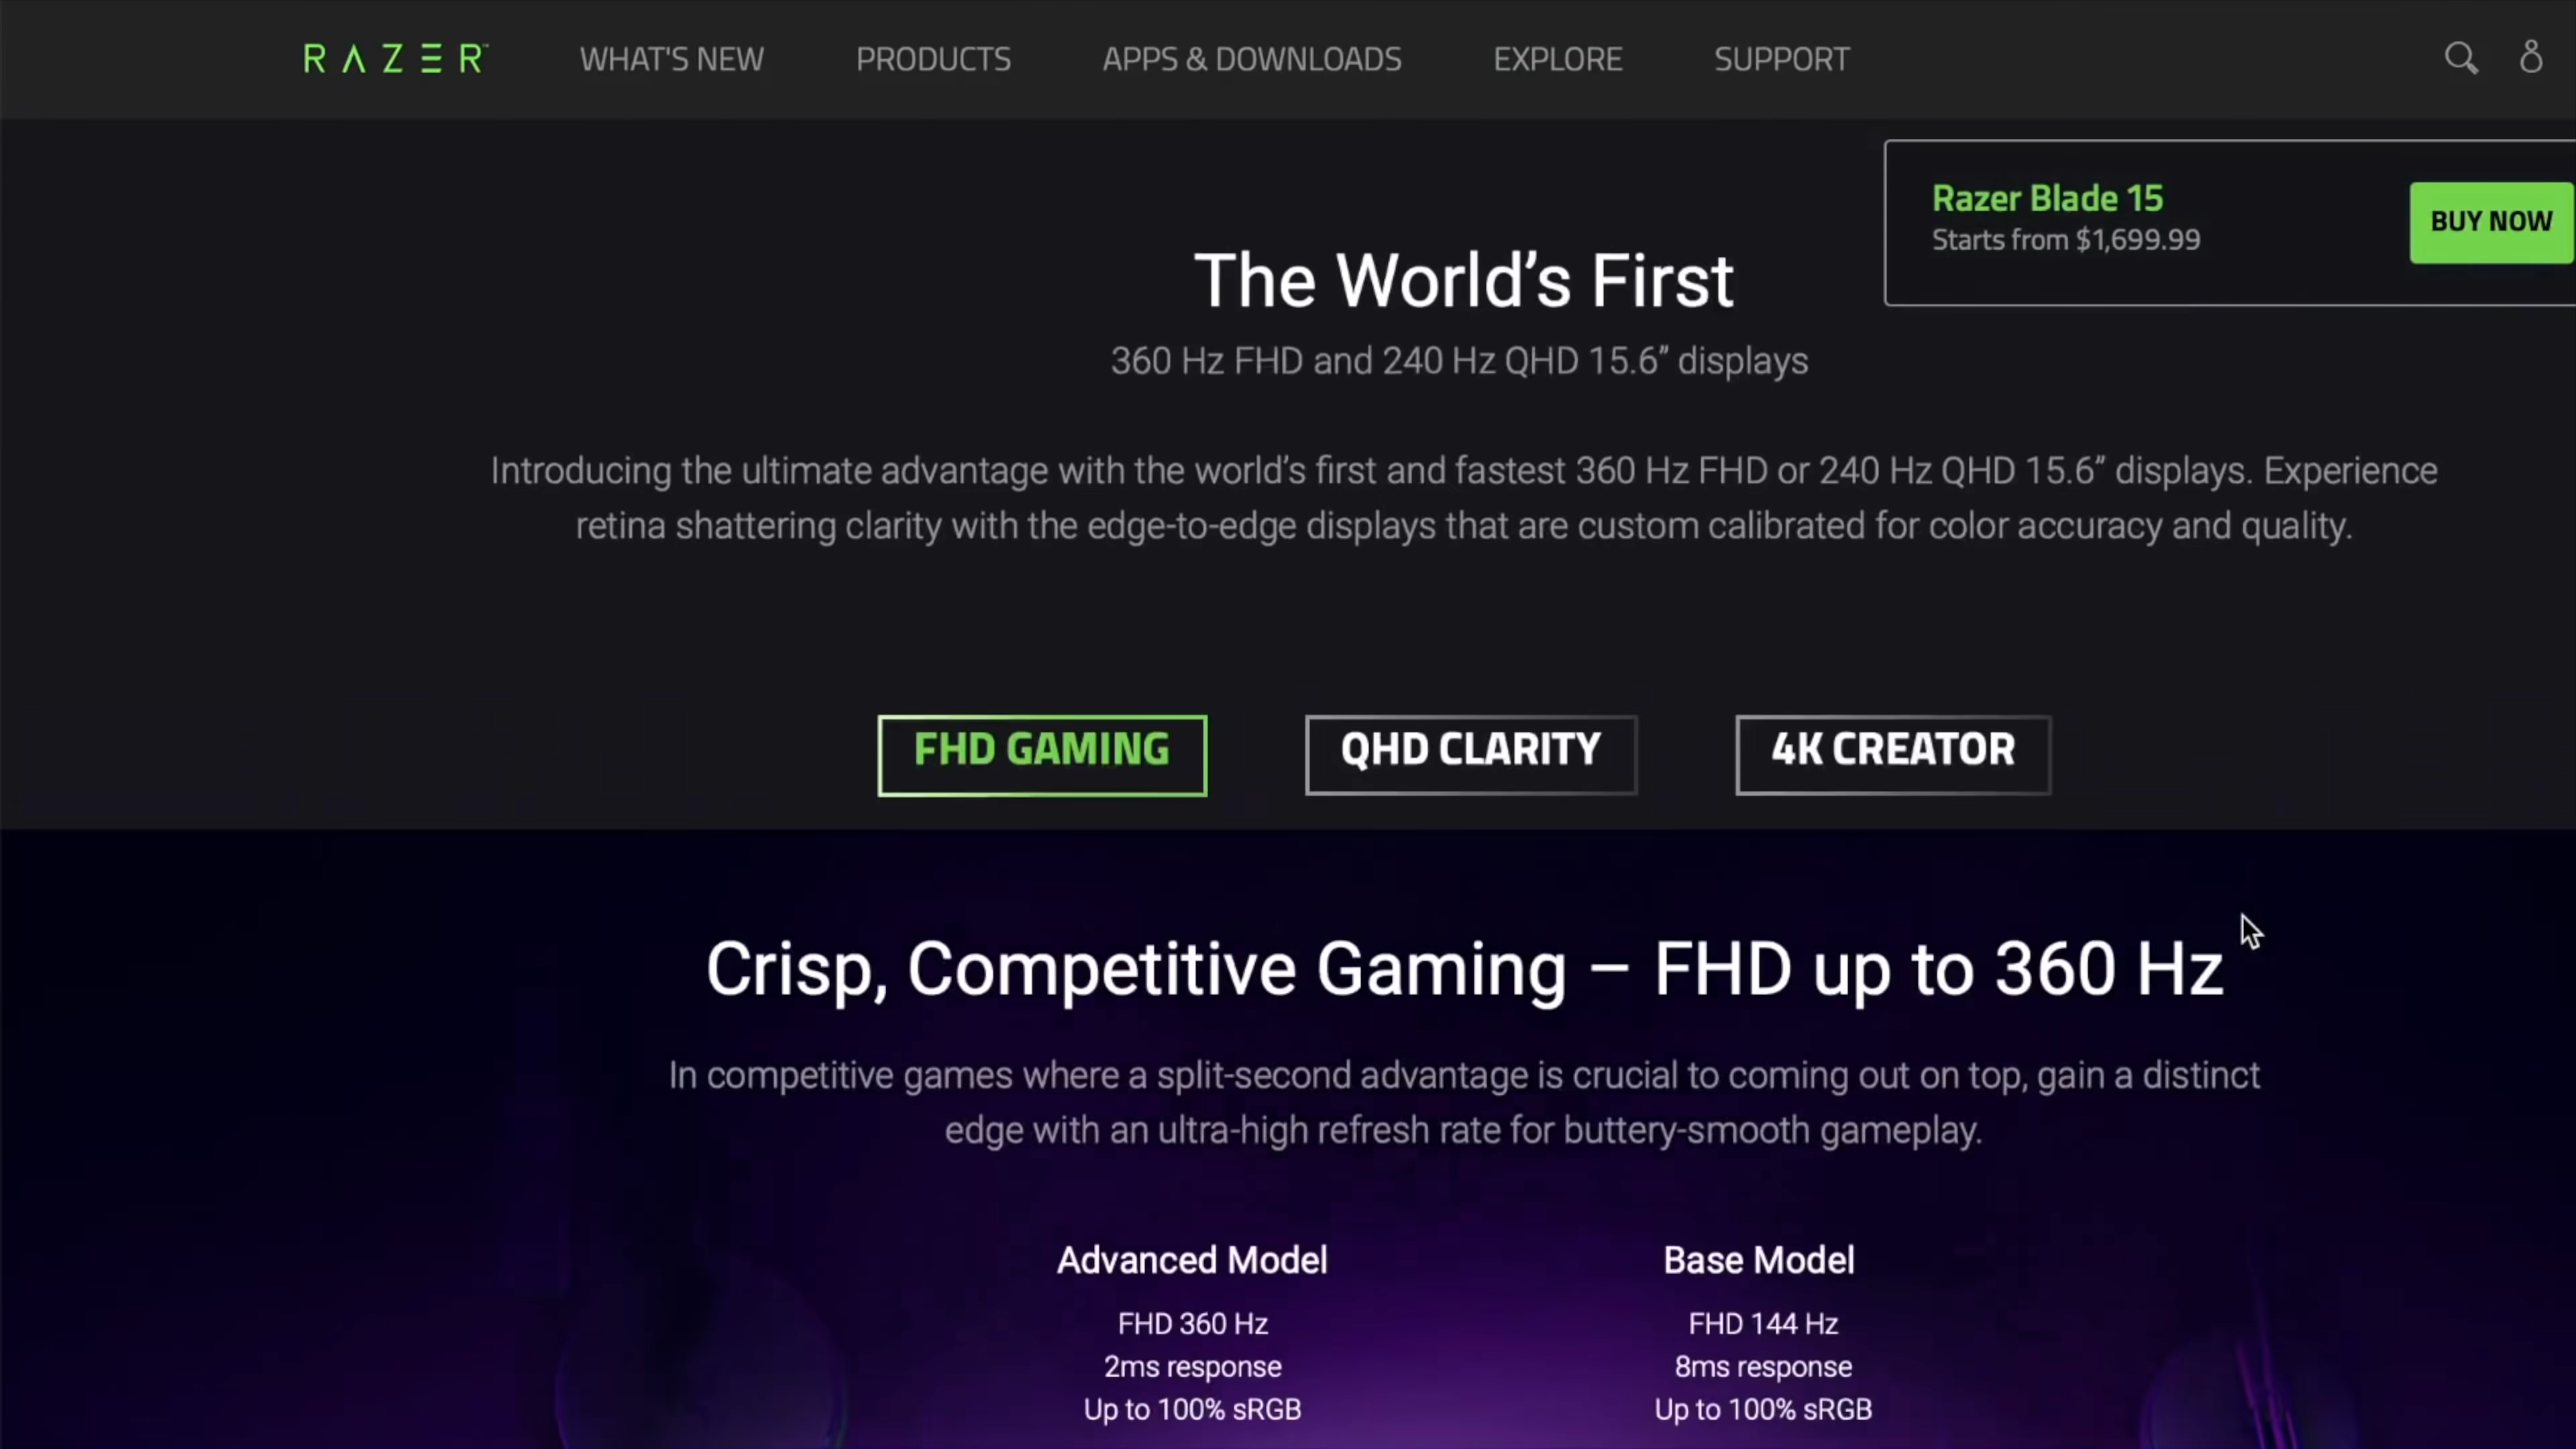 RAZER™ WHAT'S NEW PRODUCTS APPS & DOWNLOADS EXPLORE SUPPORT
Razer Blade 15
Starts from $1,699.99
BUY NOW
The World’s First
360 Hz FHD and 240 Hz QHD 15.6” displays
Introducing the ultimate advantage with the world’s first and fastest 360 Hz FHD or 240 Hz QHD 15.6” displays. Experience
retina shattering clarity with the edge-to-edge displays that are custom calibrated for color accuracy and quality.
FHD GAMING QHD CLARITY 4K CREATOR
Crisp, Competitive Gaming – FHD up to 360 Hz
In competitive games where a split-second advantage is crucial to coming out on top, gain a distinct
edge with an ultra-high refresh rate for buttery-smooth gameplay.
Advanced Model
FHD 360 Hz
2ms response
Up to 100% sRGB
Base Model
FHD 144 Hz
8ms response
Up to 100% sRGB